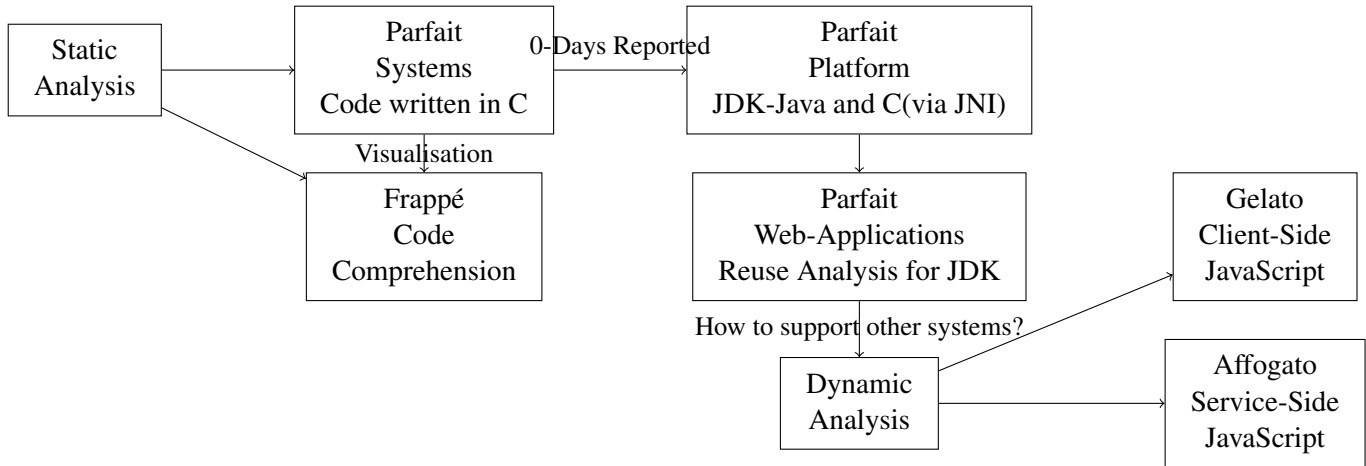 Static
Analysis
Parfait
Systems
Code written in C
0-Days Reported
Parfait
Platform
JDK-Java and C(via JNI)
Visualisation
Frappé
Code
Comprehension
Parfait
Web-Applications
Reuse Analysis for JDK
Gelato
Client-Side
JavaScript
How to support other systems?
Dynamic
Analysis
Affogato
Service-Side
JavaScript